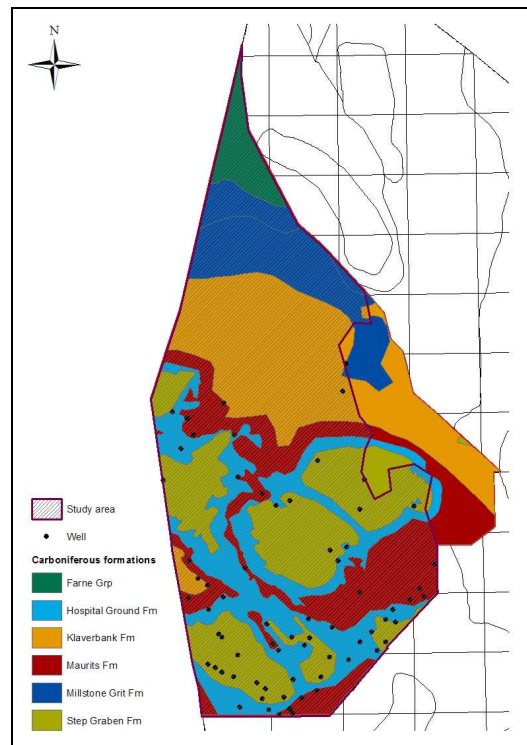 N
Study area
Well
Carboniferous formations
Farne Grp
Hospital Ground Fm
Klaverbank Fm
Maurits Fm
Millstone Grit Fm
Step Graben Fm